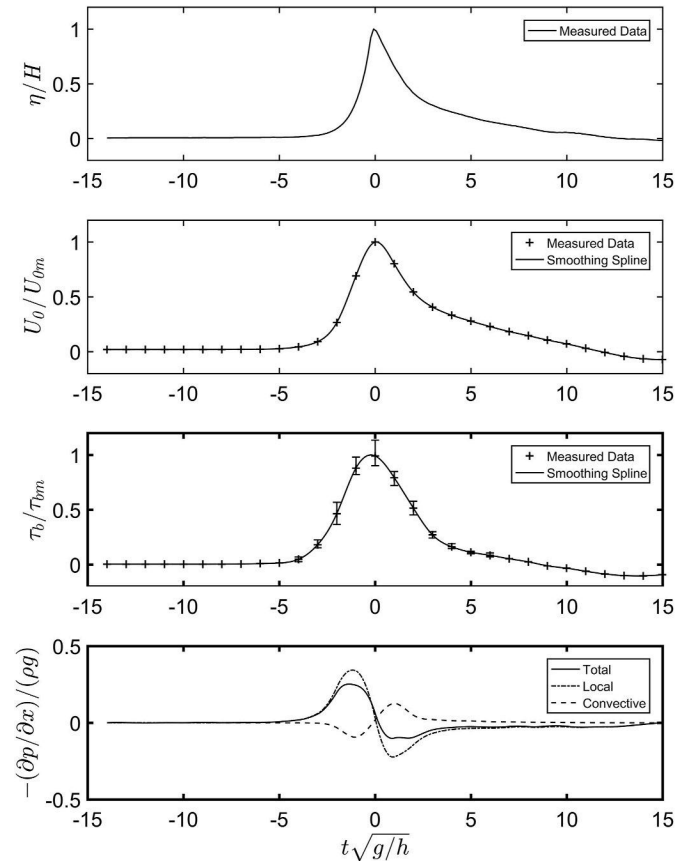 η/H
1
0.5
0
Measured Data
-15 -10 -5 0 5 10 15
U₀/U₀ₘ
1
0.5
0
Measured Data
Smoothing Spline
-15 -10 -5 0 5 10 15
τ_b/τ_bm
1
0.5
0
Measured Data
Smoothing Spline
-15 -10 -5 0 5 10 15
−(∂p/∂x)/(ρg)
0.5
0
-0.5
Total
Local
Convective
-15 -10 -5 0 5 10 15
t√g/h